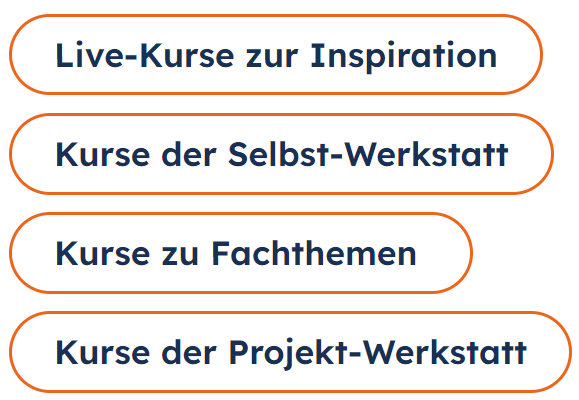 Live-Kurse zur Inspiration
Kurse der Selbst-Werkstatt
Kurse zu Fachthemen
Kurse der Projekt-Werkstatt